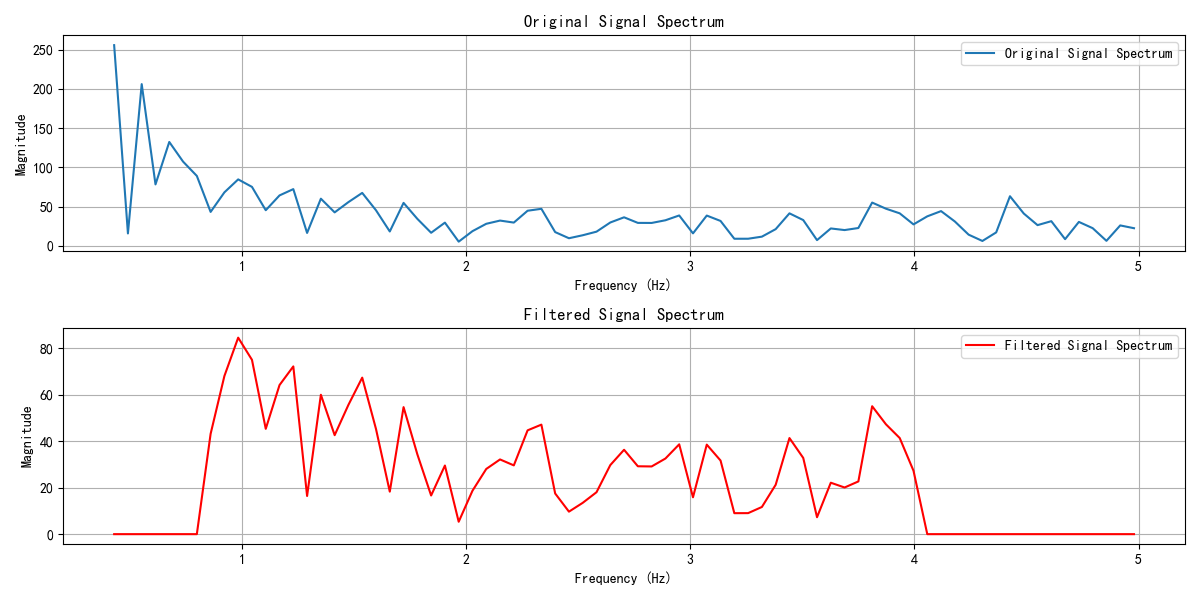 Original Signal Spectrum
250
200
150
100
50
0
Magnitude
Original Signal Spectrum
1
2
3
4
5
Frequency (Hz)
Filtered Signal Spectrum
80
60
40
20
0
Magnitude
Filtered Signal Spectrum
1
2
3
4
5
Frequency (Hz)